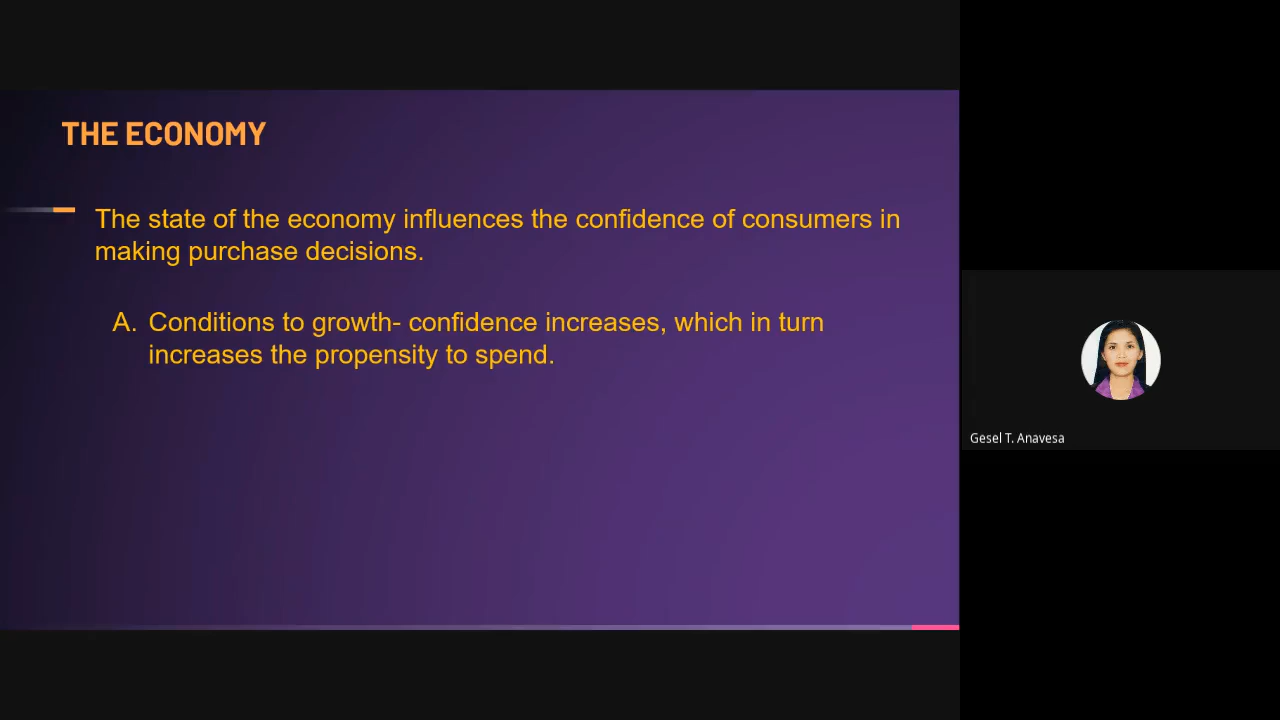 THE ECONOMY
The state of the economy influences the confidence of consumers in
making purchase decisions.
A. Conditions to growth- confidence increases, which in turn
increases the propensity to spend.
Gesel T. Anavesa